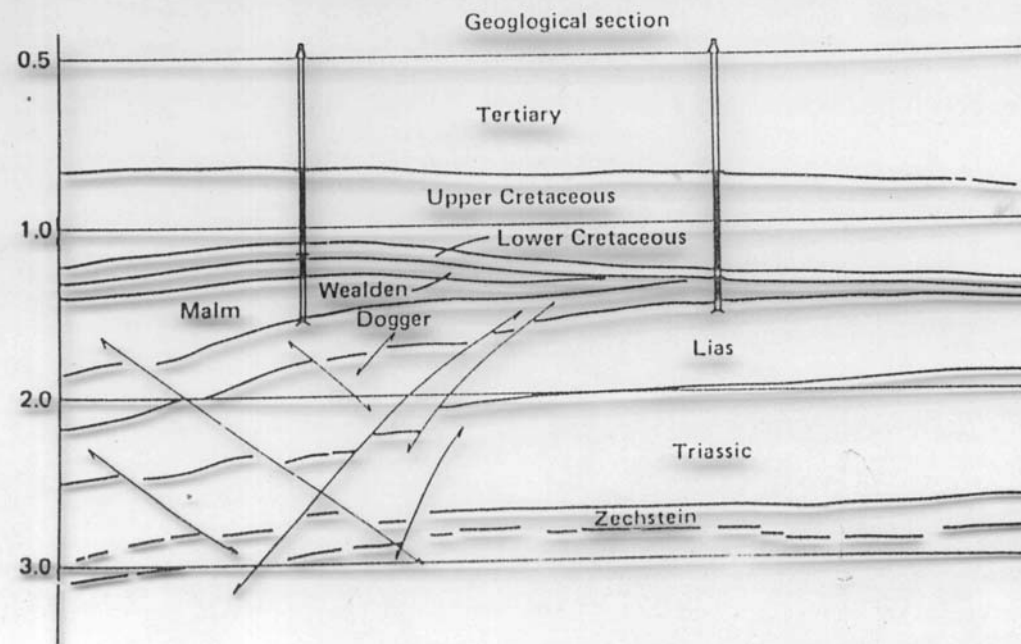 Geoglogical section
0.5
Tertiary
Upper Cretaceous
1.0
Lower Cretaceous
Wealden
Malm
Dogger
Lias
2.0
Triassic
Zechstein
3.0